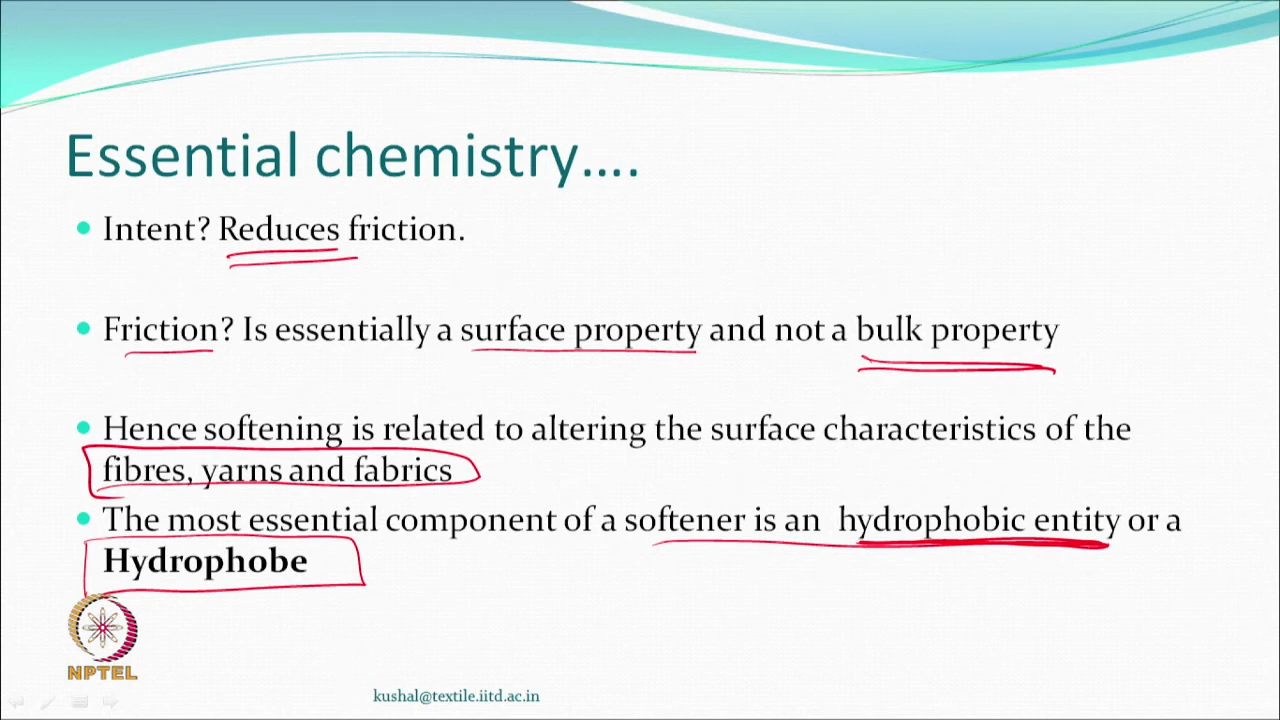 Essential chemistry....
Intent? Reduces friction.
Friction? Is essentially a surface property and not a bulk property
Hence softening is related to altering the surface characteristics of the
fibres, yarns and fabrics
The most essential component of a softener is an hydrophobic entity or a
Hydrophobe
NPTEL
kushal@textile.iitd.ac.in